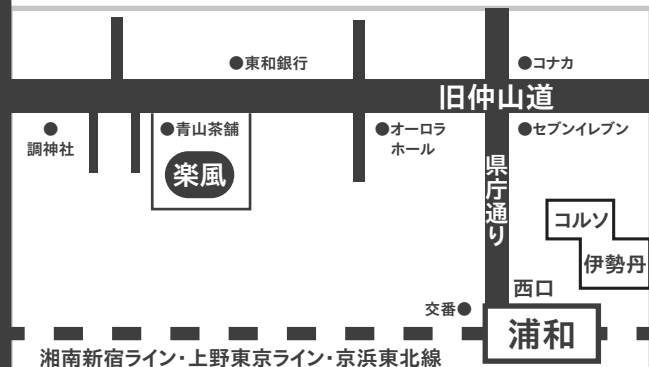 ●東和銀行
●コナカ
旧仲山道
●
調神社
●青山茶舗
楽風
●オーロラ
ホール
●セブンイレブン
県庁通り
コルソ
伊勢丹
西口
交番●
浦和
湘南新宿ライン・上野東京ライン・京浜東北線